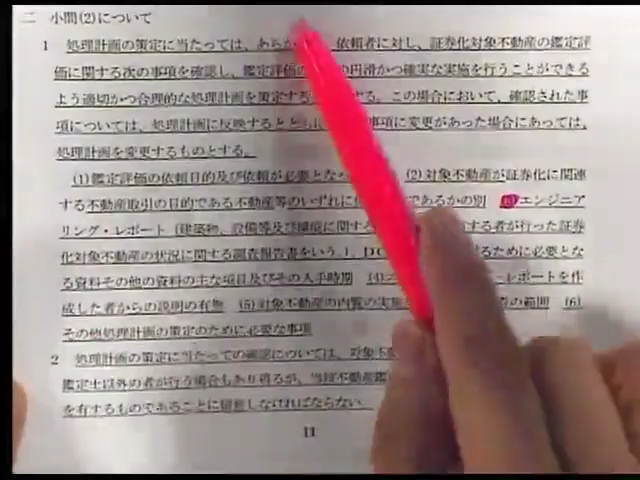 二　小問(2)について
1　処理計画の策定に当たっては、あらか　依頼者に対し、証券化対象不動産の鑑定評
価に関する次の事項を確認し、鑑定評価の　の円滑かつ確実な実施を行うことができる
よう適切かつ合理的な処理計画を策定する　する。この場合において、確認された事
項については、処理計画に反映するとともに　事項に変更があった場合にあっては、
処理計画を変更するものとする。
(1)鑑定評価の依頼目的及び依頼が必要とな　(2)対象不動産が証券化に関連
する不動産取引の目的である不動産等のいずれに　であるかの別　(3)エンジニア
リング・レポート（建築物、設備等及び環境に関する　する者が行った証券
化対象不動産の状況に関する調査報告書をいう。）、DC　るために必要とな
る資料その他の資料の主な項目及びその入手時期　(4)エ　・レポートを作
成した者からの説明の有無　(5)対象不動産の内覧の実施　の範囲　(6)
その他処理計画の策定のために必要な事項
2　処理計画の策定に当たっての確認については、対象不
鑑定士以外の者が行う場合もあり得るが、当該不動産鑑
を有するものであることに留意しなければならない。
11